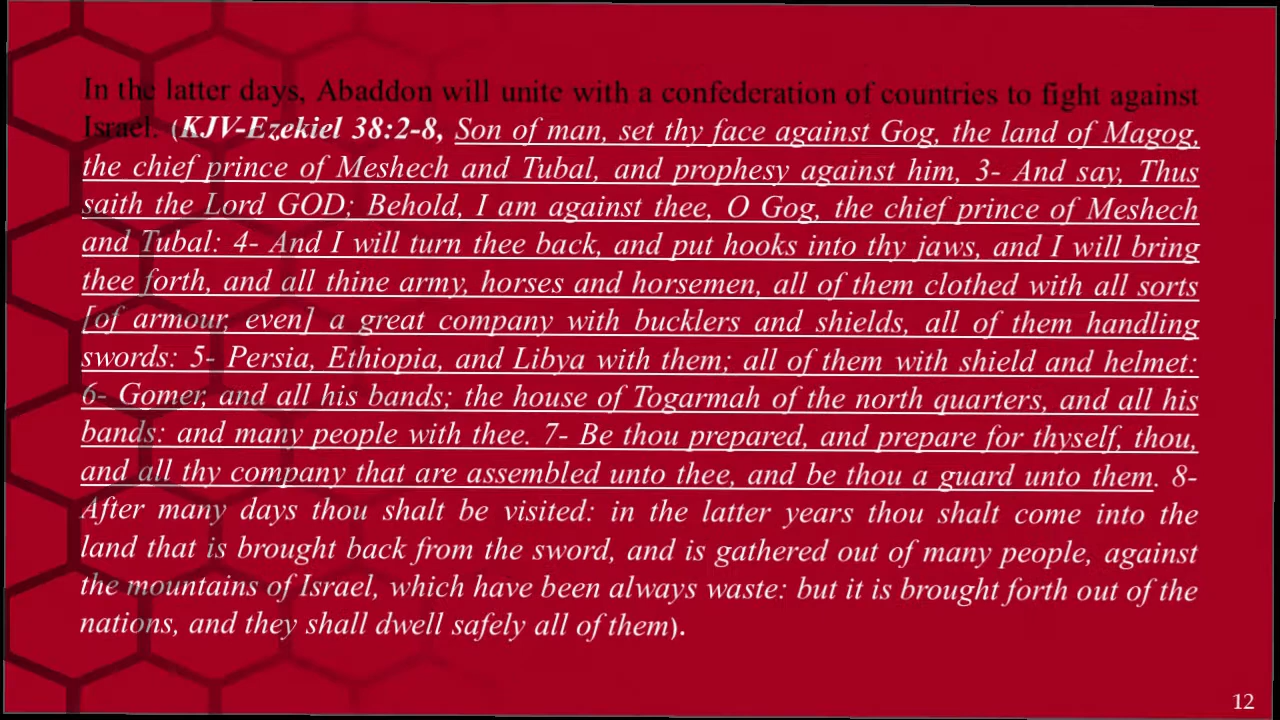 In the latter days, Abaddon will unite with a confederation of countries to fight against
Israel. (KJV-Ezekiel 38:2-8, Son of man, set thy face against Gog, the land of Magog,
the chief prince of Meshech and Tubal, and prophesy against him, 3- And say, Thus
saith the Lord GOD; Behold, I am against thee, O Gog, the chief prince of Meshech
and Tubal: 4- And I will turn thee back, and put hooks into thy jaws, and I will bring
thee forth, and all thine army, horses and horsemen, all of them clothed with all sorts
[of armour, even] a great company with bucklers and shields, all of them handling
swords: 5- Persia, Ethiopia, and Libya with them; all of them with shield and helmet:
6- Gomer, and all his bands; the house of Togarmah of the north quarters, and all his
bands: and many people with thee. 7- Be thou prepared, and prepare for thyself, thou,
and all thy company that are assembled unto thee, and be thou a guard unto them. 8-
After many days thou shalt be visited: in the latter years thou shalt come into the
land that is brought back from the sword, and is gathered out of many people, against
the mountains of Israel, which have been always waste: but it is brought forth out of the
nations, and they shall dwell safely all of them).
12